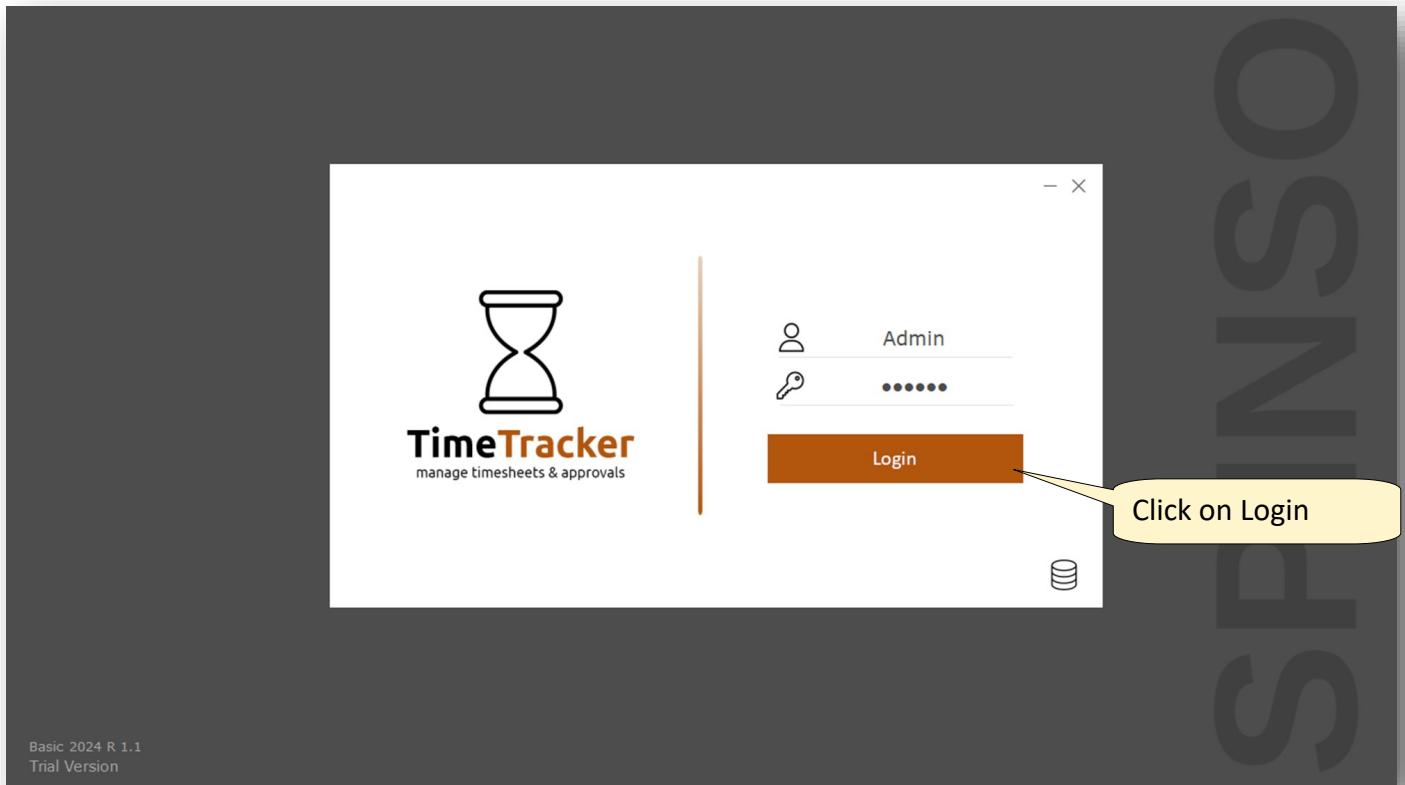 SPINSO
Admin
••••••
TimeTracker
manage timesheets & approvals
Login
Click on Login
Basic 2024 R 1.1
Trial Version